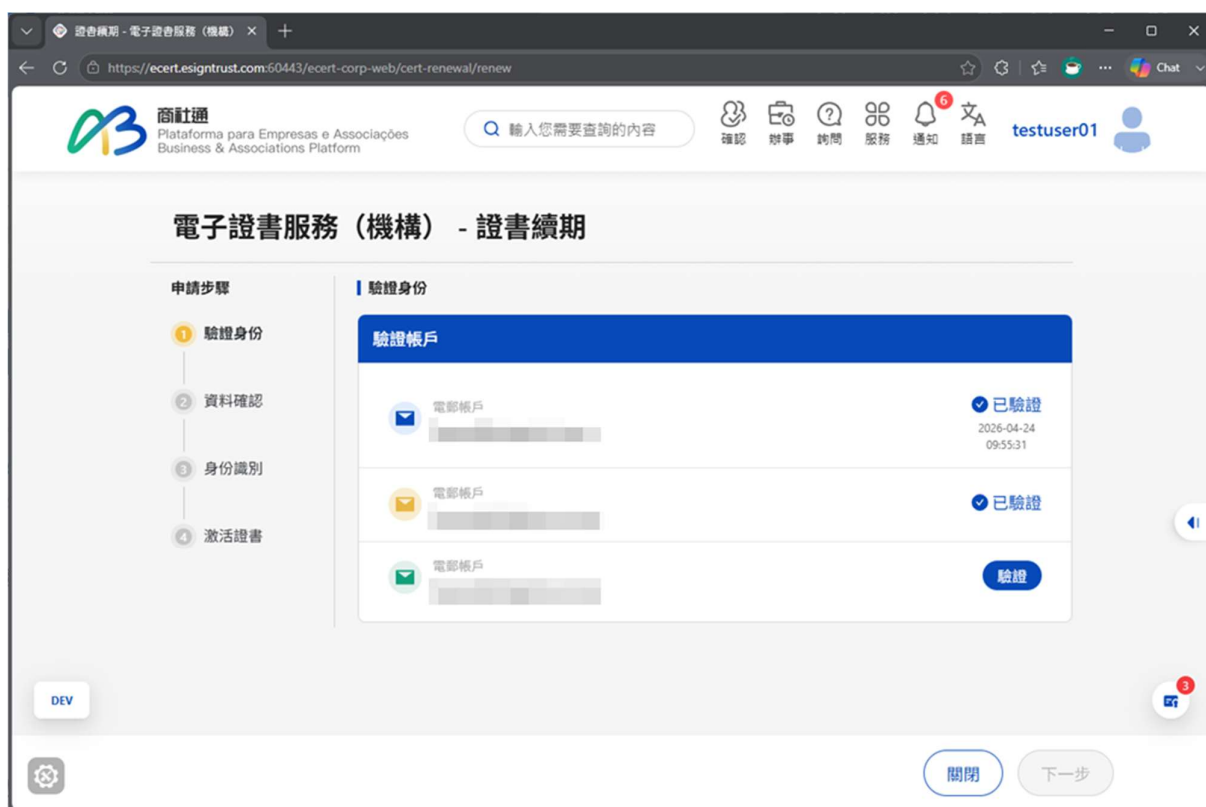 證書續期 - 電子證書服務（機構）
https://ecert.esigntrust.com:60443/ecert-corp-web/cert-renewal/renew
Chat
商社通
Plataforma para Empresas e Associações
Business & Associations Platform
輸入您需要查詢的內容
確認
辦事
詢問
服務
6
通知
語言
testuser01
電子證書服務（機構） - 證書續期
申請步驟
1 驗證身份
2 資料確認
3 身份識別
4 激活證書
驗證身份
驗證帳戶
電郵帳戶
已驗證
2026-04-24
09:55:31
電郵帳戶
已驗證
電郵帳戶
驗證
DEV
3
關閉
下一步